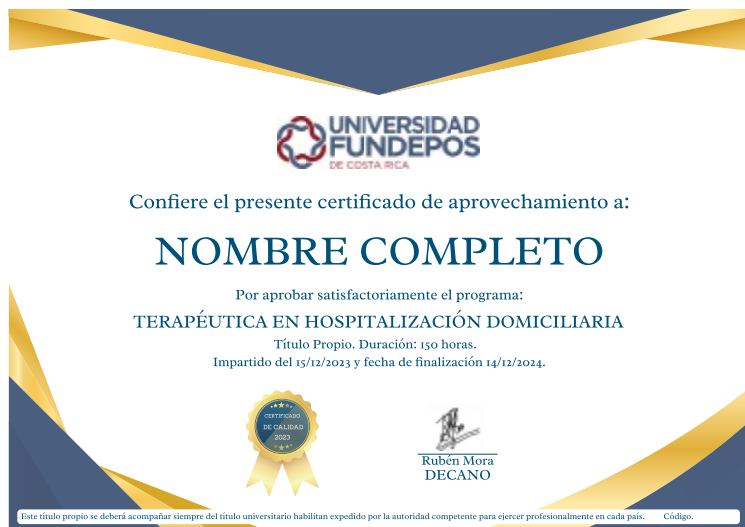 UNIVERSIDAD
FUNDEPOS
DE COSTA RICA
Confiere el presente certificado de aprovechamiento a:
NOMBRE COMPLETO
Por aprobar satisfactoriamente el programa:
TERAPÉUTICA EN HOSPITALIZACIÓN DOMICILIARIA
Título Propio. Duración: 150 horas.
Impartido del 15/12/2023 y fecha de finalización 14/12/2024.
CERTIFICADO
DE CALIDAD
2023
Rubén Mora
DECANO
Este título propio se deberá acompañar siempre del título universitario habilitan expedido por la autoridad competente para ejercer profesionalmente en cada país. Código.